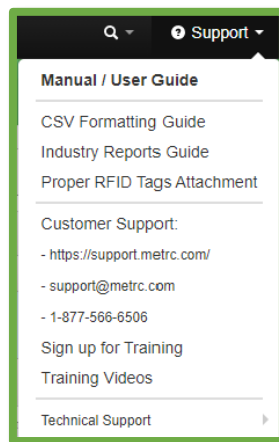 Support
Manual / User Guide
CSV Formatting Guide
Industry Reports Guide
Proper RFID Tags Attachment
Customer Support:
- https://support.metrc.com/
- support@metrc.com
- 1-877-566-6506
Sign up for Training
Training Videos
Technical Support